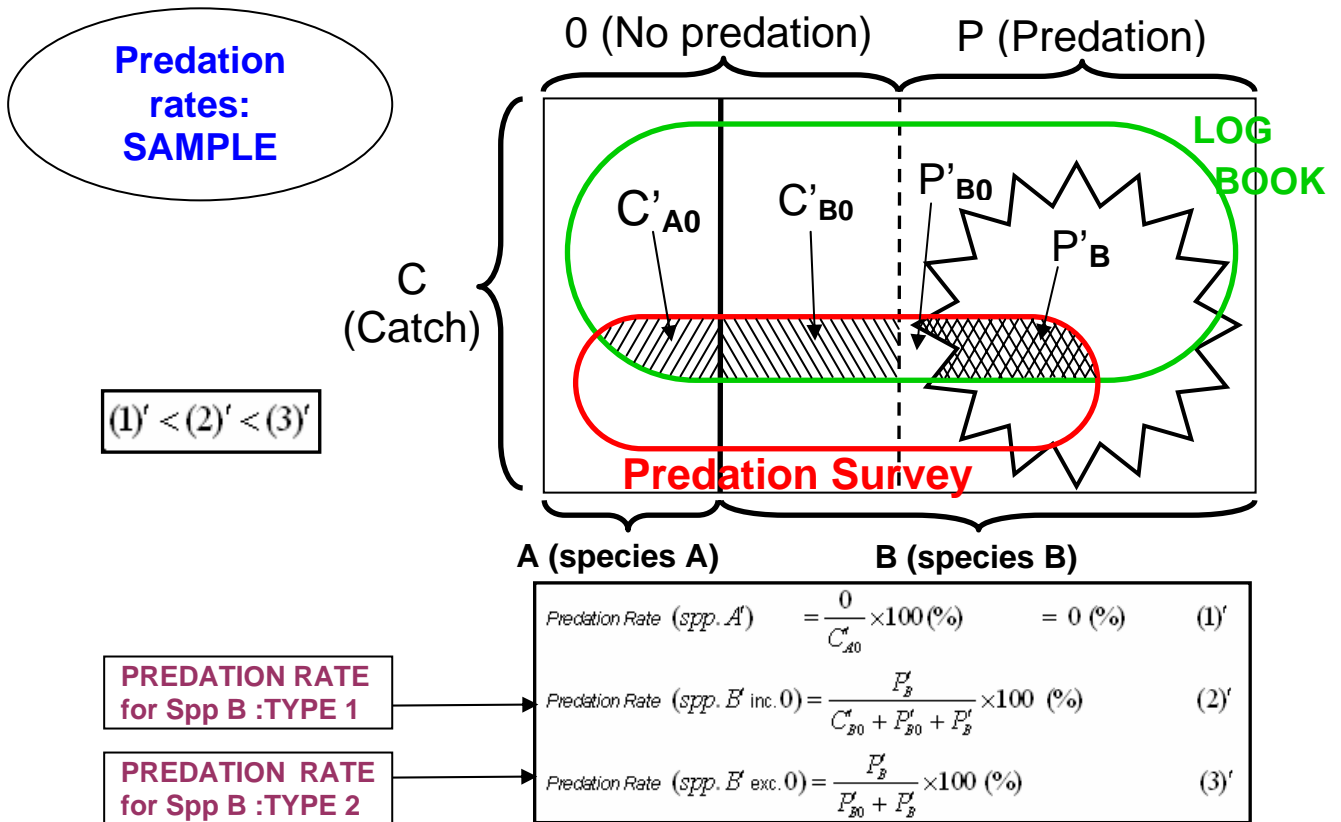 Predation
rates:
SAMPLE
0 (No predation)
P (Predation)
LOG
BOOK
C'A0
C'B0
P'B0
P'B
C
(Catch)
(1)' < (2)' < (3)'
Predation Survey
A (species A)
B (species B)
Predation Rate (spp. A') = 0 / C'A0 ×100 (%) = 0 (%) (1)'
PREDATION RATE
for Spp B :TYPE 1
Predation Rate (spp. B' inc. 0) = P'B / C'B0 + P'B0 + P'B ×100 (%) (2)'
PREDATION RATE
for Spp B :TYPE 2
Predation Rate (spp. B' exc. 0) = P'B / P'B0 + P'B ×100 (%) (3)'